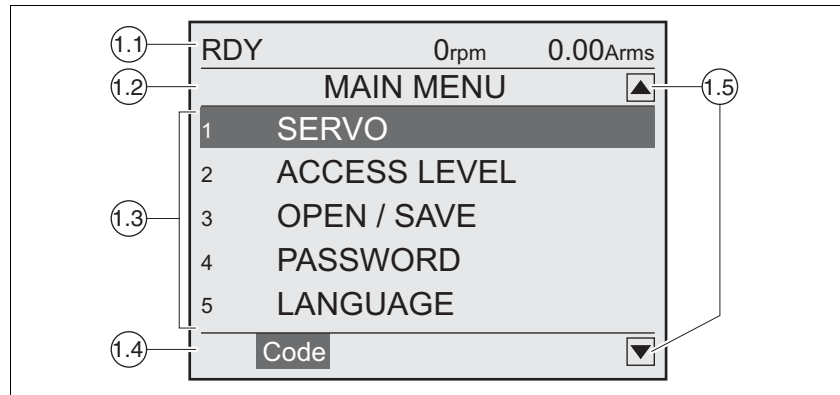 1.1 RDY 0rpm 0.00Arms
1.2 MAIN MENU 1.5
1 SERVO
2 ACCESS LEVEL
1.3 3 OPEN / SAVE
4 PASSWORD
5 LANGUAGE
1.4 Code